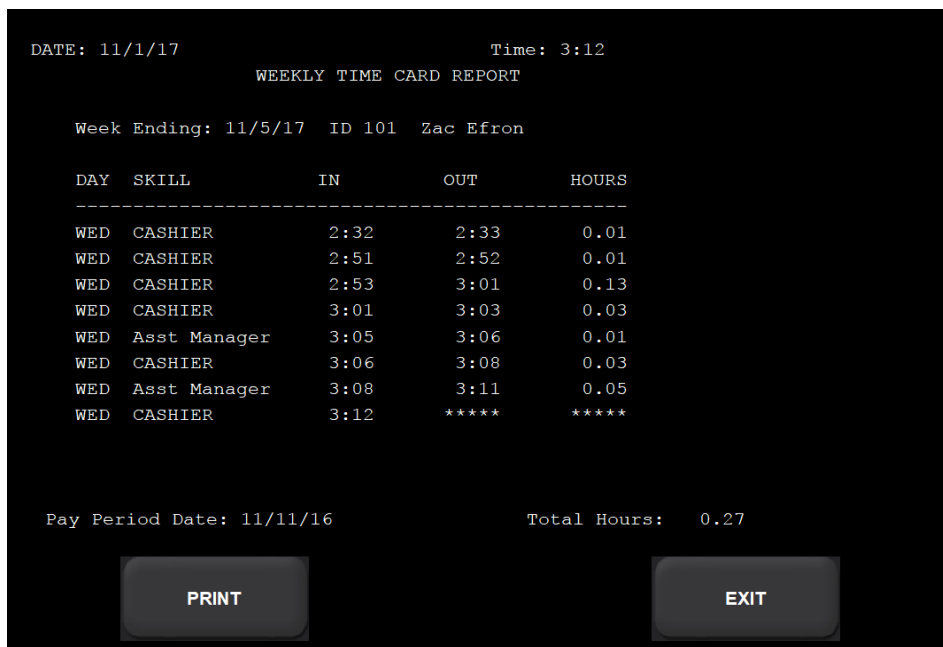 DATE: 11/1/17 Time: 3:12
WEEKLY TIME CARD REPORT
Week Ending: 11/5/17 ID 101 Zac Efron
DAY SKILL IN OUT HOURS
------------------------------------------------
WED CASHIER 2:32 2:33 0.01
WED CASHIER 2:51 2:52 0.01
WED CASHIER 2:53 3:01 0.13
WED CASHIER 3:01 3:03 0.03
WED Asst Manager 3:05 3:06 0.01
WED CASHIER 3:06 3:08 0.03
WED Asst Manager 3:08 3:11 0.05
WED CASHIER 3:12 ***** *****
Pay Period Date: 11/11/16 Total Hours: 0.27
PRINT EXIT